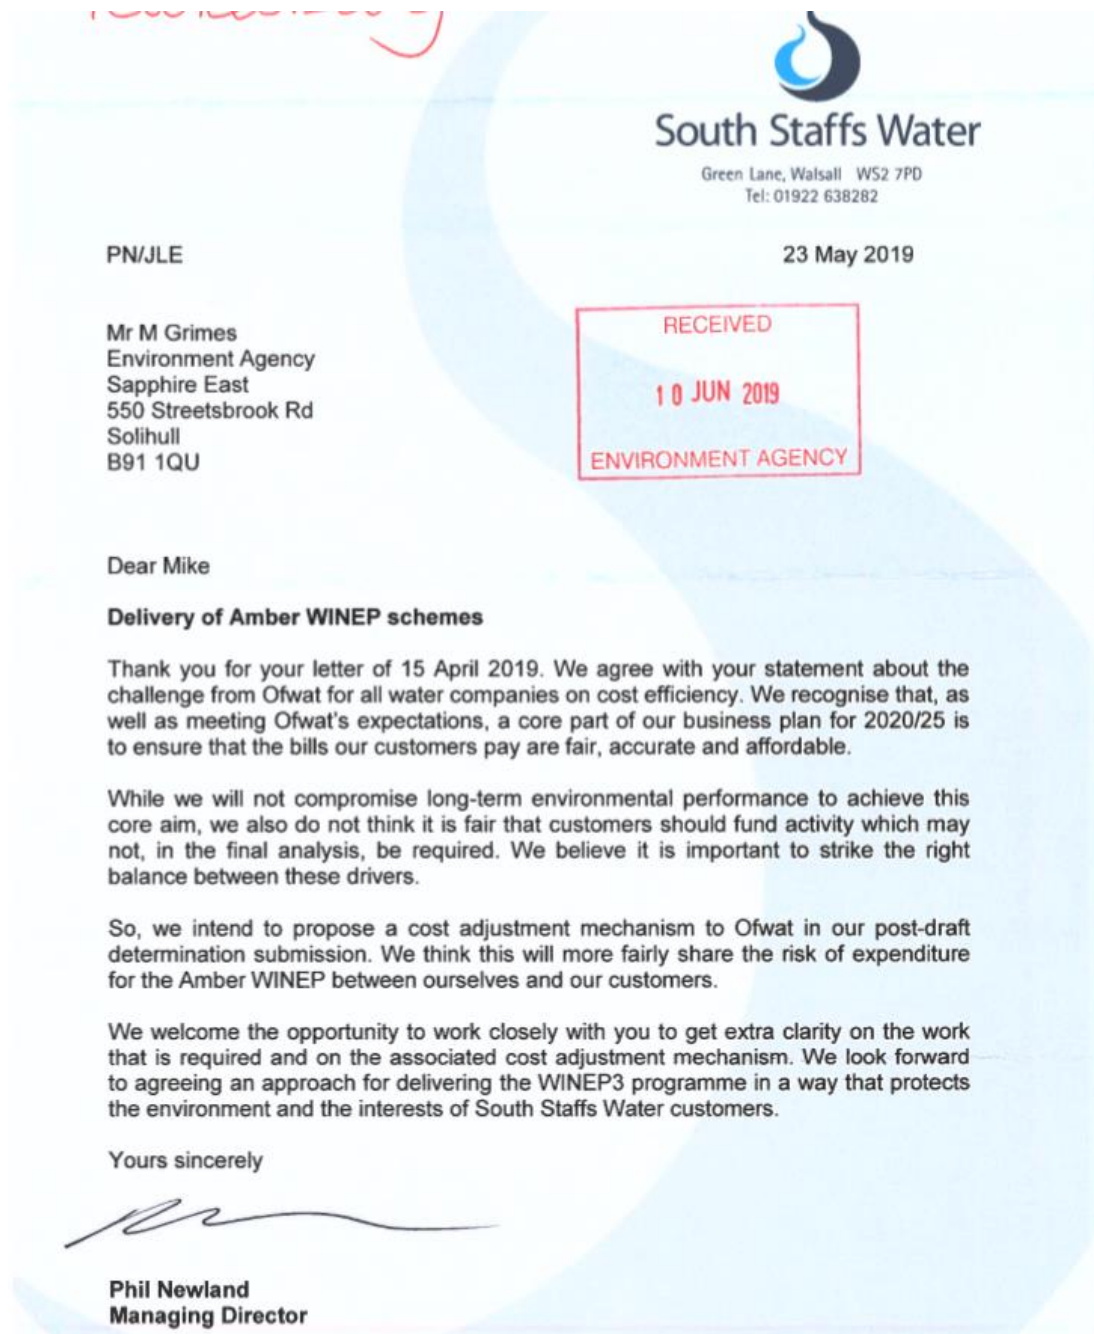 South Staffs Water
Green Lane, Walsall WS2 7PD
Tel: 01922 638282
PN/JLE
23 May 2019
Mr M Grimes
Environment Agency
Sapphire East
550 Streetsbrook Rd
Solihull
B91 1QU
RECEIVED
10 JUN 2019
ENVIRONMENT AGENCY
Dear Mike
Delivery of Amber WINEP schemes
Thank you for your letter of 15 April 2019. We agree with your statement about the
challenge from Ofwat for all water companies on cost efficiency. We recognise that, as
well as meeting Ofwat's expectations, a core part of our business plan for 2020/25 is
to ensure that the bills our customers pay are fair, accurate and affordable.
While we will not compromise long-term environmental performance to achieve this
core aim, we also do not think it is fair that customers should fund activity which may
not, in the final analysis, be required. We believe it is important to strike the right
balance between these drivers.
So, we intend to propose a cost adjustment mechanism to Ofwat in our post-draft
determination submission. We think this will more fairly share the risk of expenditure
for the Amber WINEP between ourselves and our customers.
We welcome the opportunity to work closely with you to get extra clarity on the work
that is required and on the associated cost adjustment mechanism. We look forward
to agreeing an approach for delivering the WINEP3 programme in a way that protects
the environment and the interests of South Staffs Water customers.
Yours sincerely
Phil Newland
Managing Director